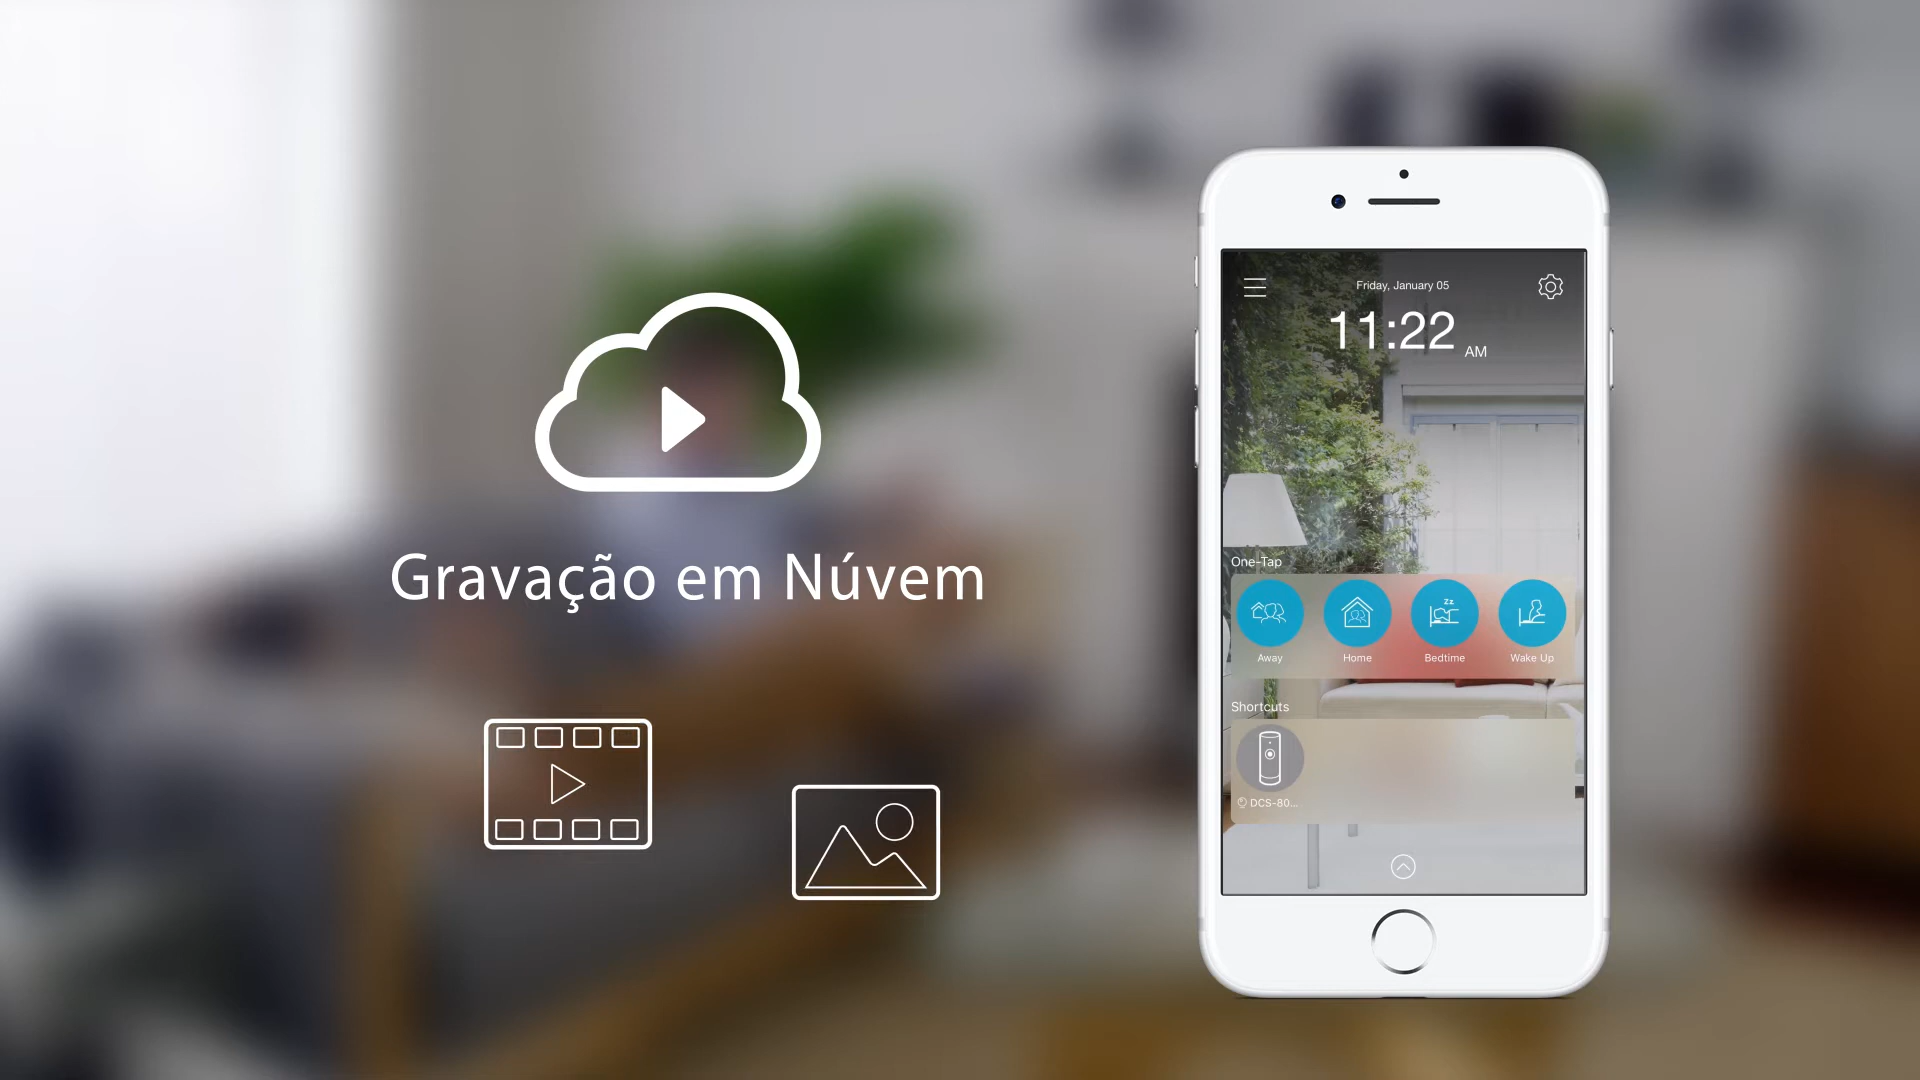 Gravação em Núvem
Friday, January 05
11:22 AM
One-Tap
Away Home Bedtime Wake Up
Shortcuts
DCS-80...